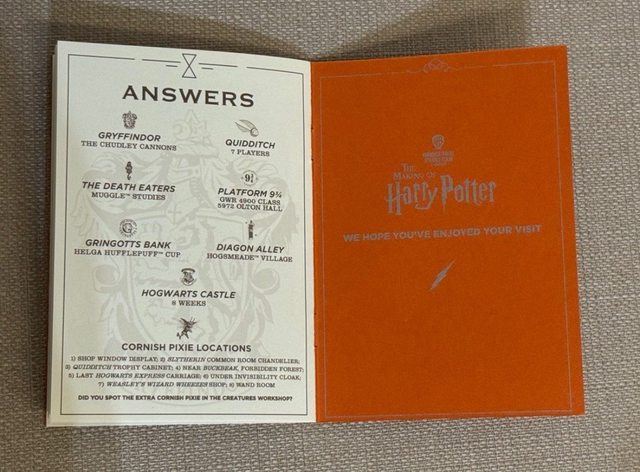 ANSWERS
GRYFFINDOR
THE CHUDLEY CANNONS
QUIDDITCH
7 PLAYERS
THE DEATH EATERS
MUGGLE™ STUDIES
9¾
PLATFORM 9¾
GWR 4900 CLASS
5972 OLTON HALL
GRINGOTTS BANK
HELGA HUFFLEPUFF™ CUP
DIAGON ALLEY
HOGSMEADE™ VILLAGE
HOGWARTS CASTLE
8 WEEKS
CORNISH PIXIE LOCATIONS
1) SHOP WINDOW DISPLAY; 2) SLYTHERIN COMMON ROOM CHANDELIER;
3) QUIDDITCH TROPHY CABINET; 4) NEAR BUCKBEAK, FORBIDDEN FOREST;
5) LAST HOGWARTS EXPRESS CARRIAGE; 6) UNDER INVISIBILITY CLOAK;
7) WEASLEY'S WIZARD WHEEZES SHOP; 8) WAND ROOM
DID YOU SPOT THE EXTRA CORNISH PIXIE IN THE CREATURES WORKSHOP?
THE
MAKING OF
Harry Potter
WE HOPE YOU'VE ENJOYED YOUR VISIT